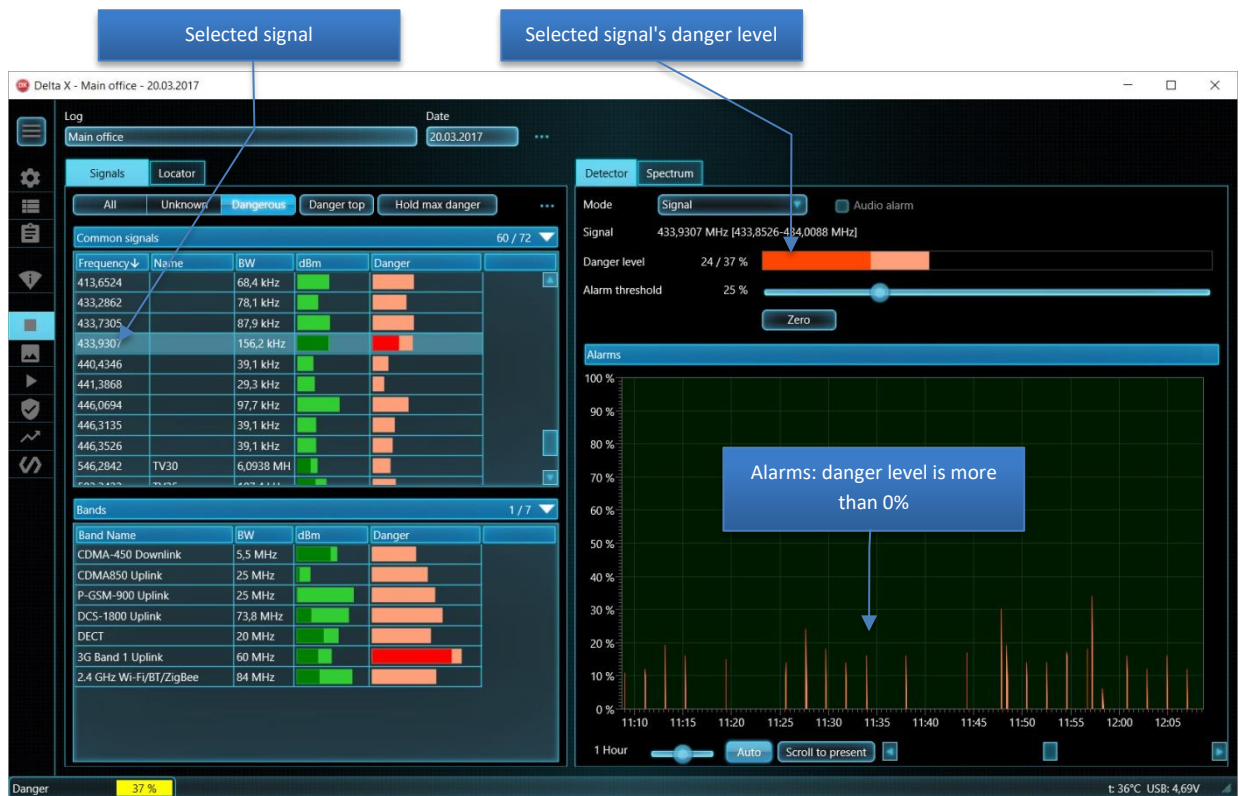 Selected signal
Selected signal's danger level
Delta X - Main office - 20.03.2017
Log
Date
Main office
20.03.2017
Signals
Locator
Detector
Spectrum
All
Unknown
Dangerous
Danger top
Hold max danger
Mode
Signal
Audio alarm
Signal
433,9307 MHz [433,8526-434,0088 MHz]
Common signals
60 / 72
Danger level
24 / 37 %
Alarm threshold
25 %
Zero
Frequency Name BW dBm Danger
413,6524 68,4 kHz
433,2862 78,1 kHz
433,7305 87,9 kHz
433,9307 156,2 kHz
440,4346 39,1 kHz
441,3868 29,3 kHz
446,0694 97,7 kHz
446,3135 39,1 kHz
446,3526 39,1 kHz
546,2842 TV30 6,0938 MH
Bands
1 / 7
Band Name BW dBm Danger
CDMA-450 Downlink 5,5 MHz
CDMA850 Uplink 25 MHz
P-GSM-900 Uplink 25 MHz
DCS-1800 Uplink 73,8 MHz
DECT 20 MHz
3G Band 1 Uplink 60 MHz
2.4 GHz Wi-Fi/BT/ZigBee 84 MHz
Alarms
100 %
90 %
80 %
70 %
60 %
50 %
40 %
30 %
20 %
10 %
0 %
Alarms: danger level is more
than 0%
11:10 11:15 11:20 11:25 11:30 11:35 11:40 11:45 11:50 11:55 12:00 12:05
1 Hour
Auto
Scroll to present
Danger
37 %
t: 36°C USB: 4,69V